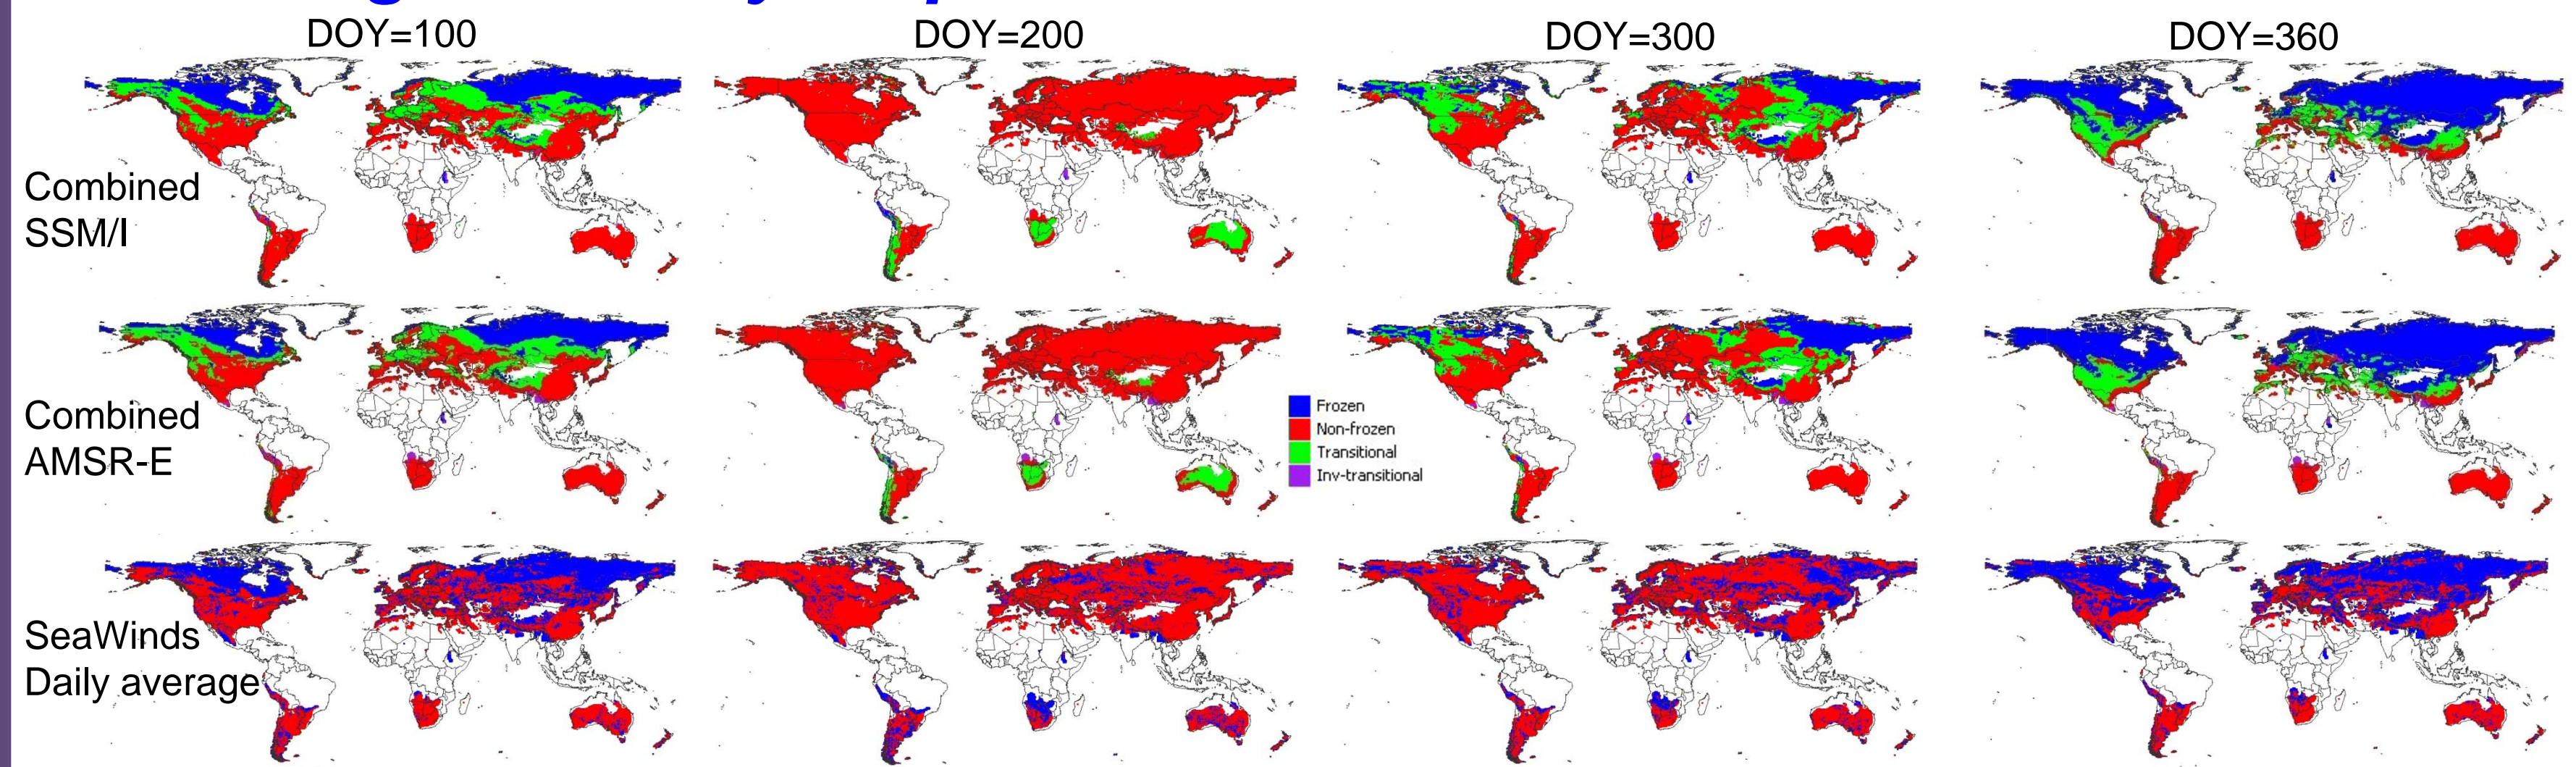 DOY=100 DOY=200 DOY=300 DOY=360
Combined
SSM/I
Combined
AMSR-E
Frozen
Non-frozen
Transitional
Inv-transitional
SeaWinds
Daily average